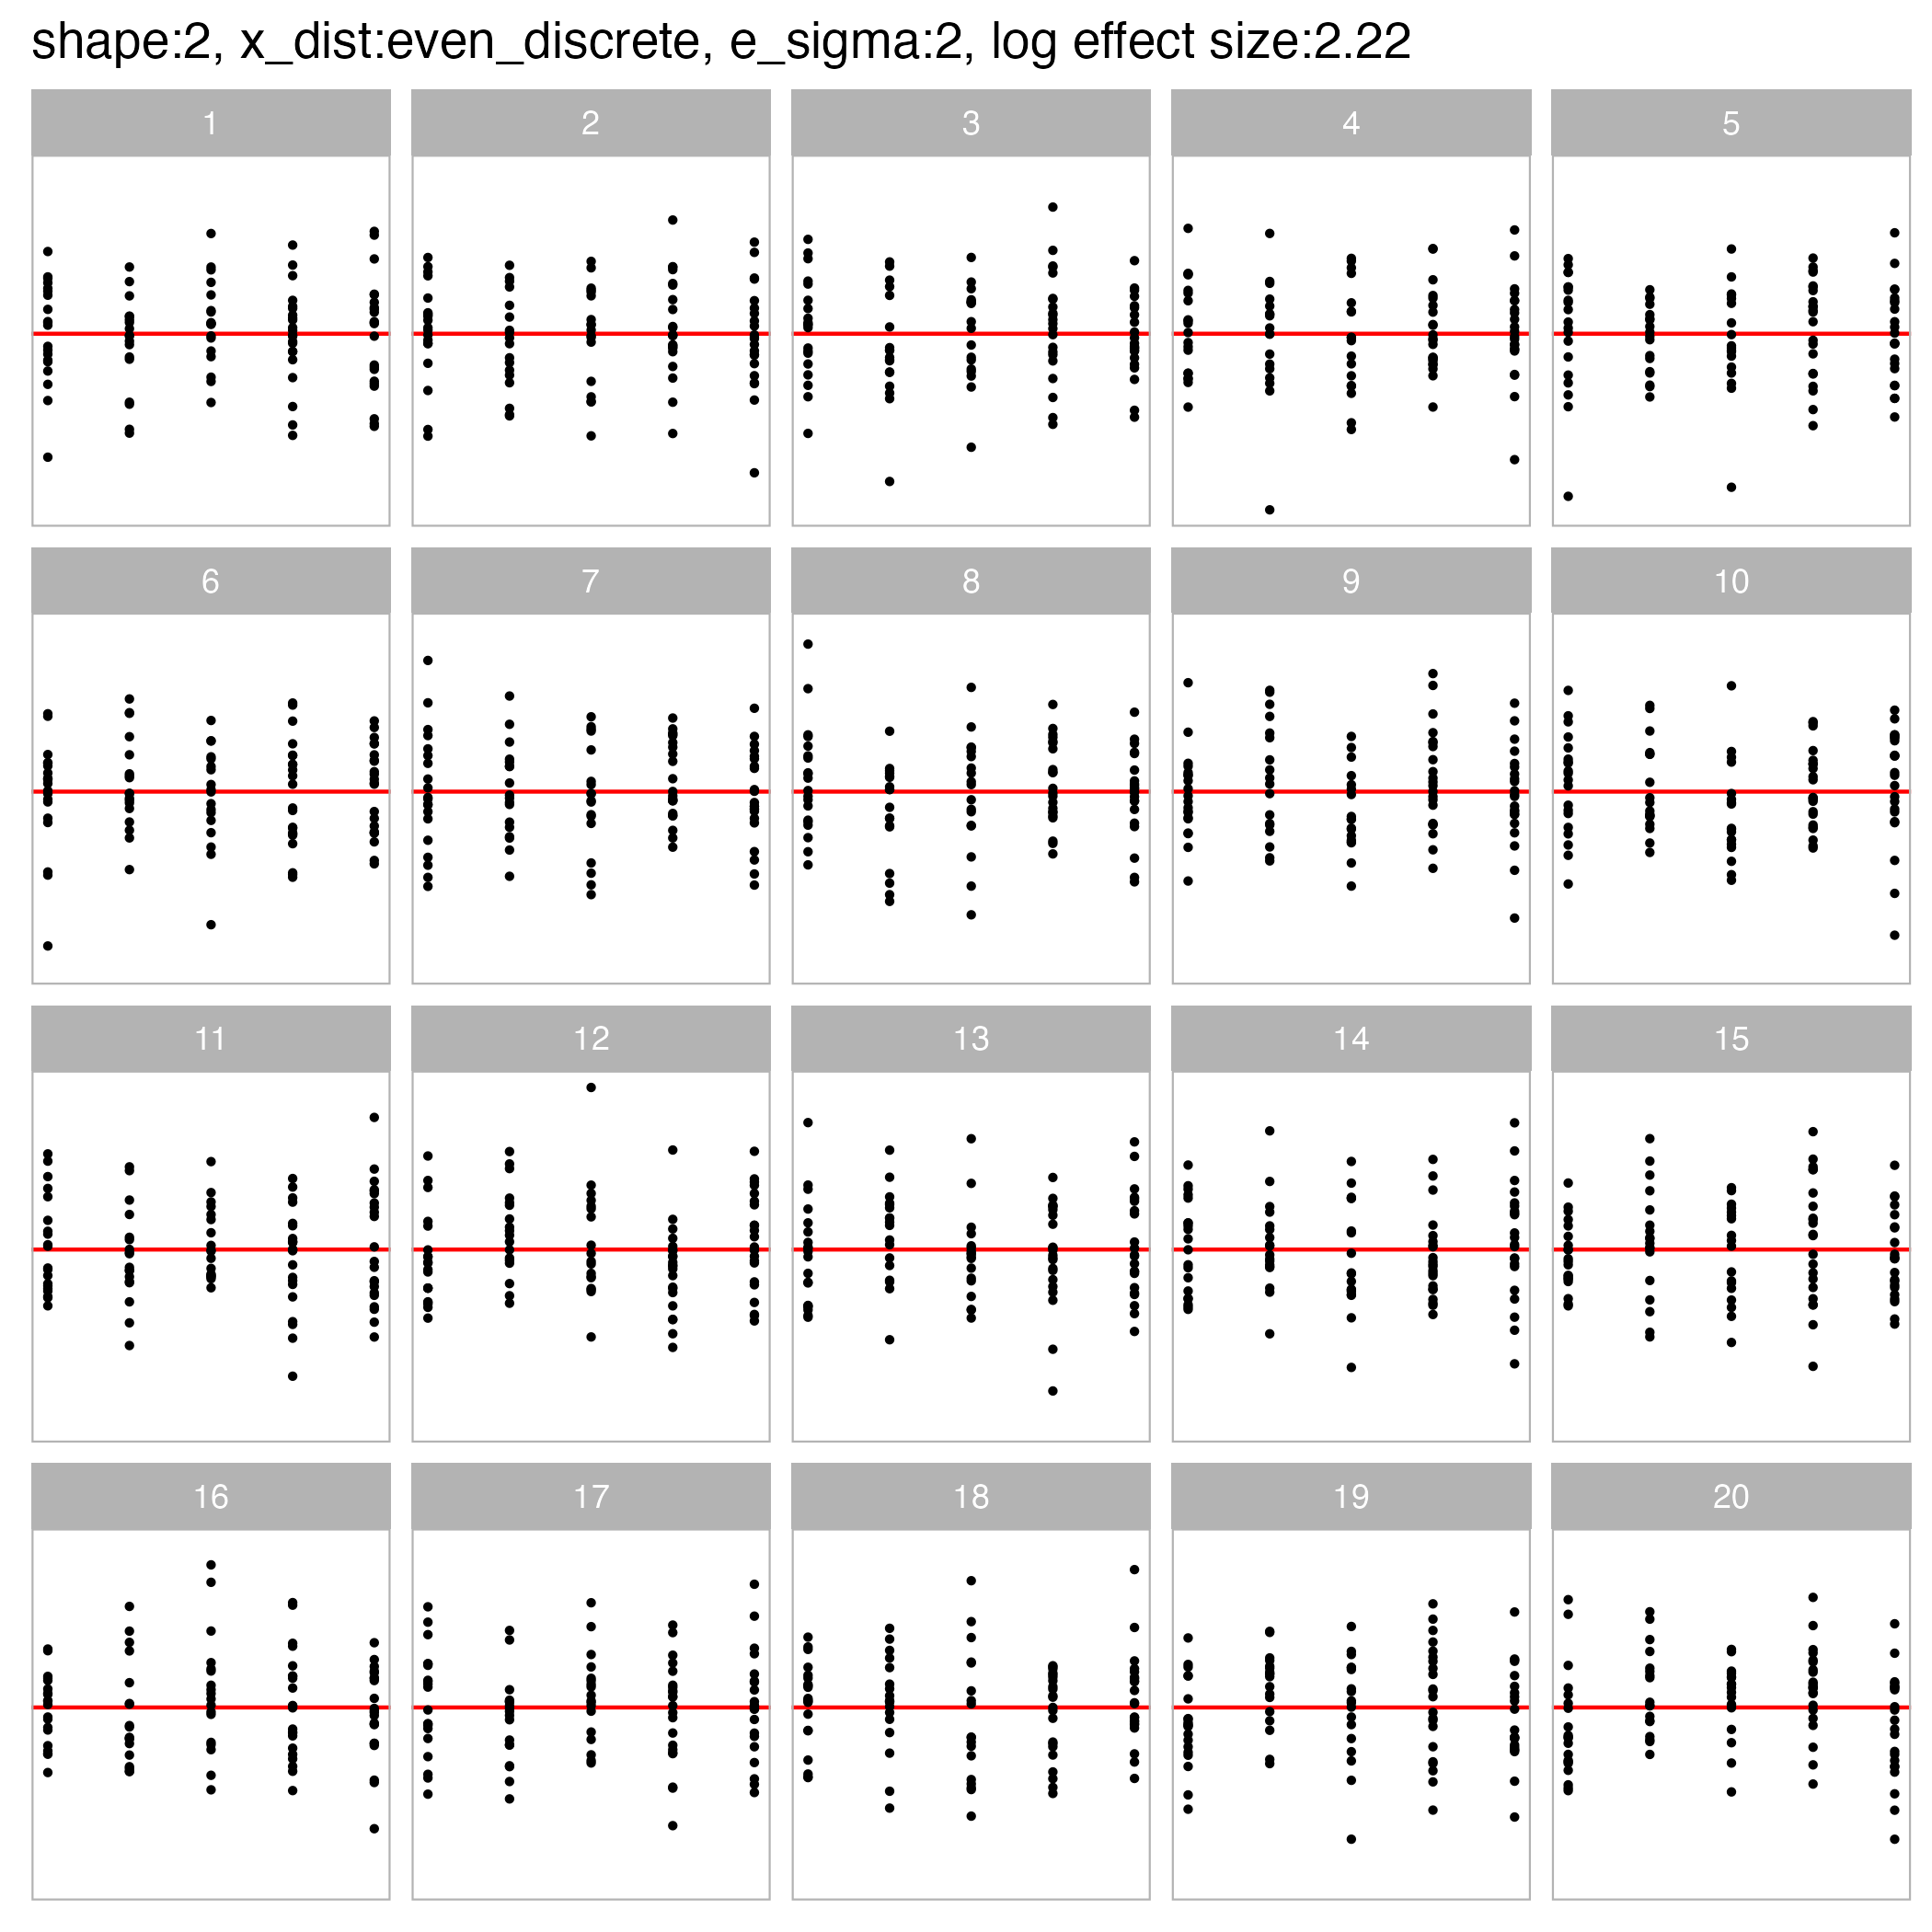 shape:2, x_dist:even_discrete, e_sigma:2, log effect size:2.22
1 2 3 4 5
6 7 8 9 10
11 12 13 14 15
16 17 18 19 20